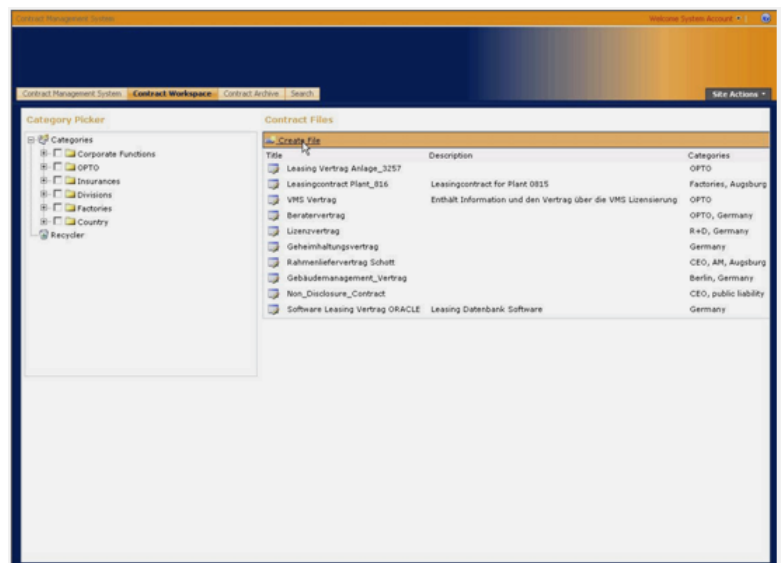 Contract Management System
Welcome System Account
Contract Management System Contract Workspace Contract Archive Search Site Actions
Category Picker
Categories
Corporate Functions
OPTO
Insurances
Divisions
Factories
Country
Recycler
Contract Files
Create File
Title Description Categories
Leasing Vertrag Anlage_3257 OPTO
Leasingcontract Plant_816 Leasingcontract for Plant 0815 Factories, Augsburg
VMS Vertrag Enthält Information und den Vertrag über die VMS Lizensierung OPTO
Beratervertrag OPTO, Germany
Lizenzvertrag R+D, Germany
Geheimhaltungsvertrag Germany
Rahmenliefervertrag Schott CEO, AM, Augsburg
Gebäudemanagement_Vertrag Berlin, Germany
Non_Disclosure_Contract CEO, public liability
Software Leasing Vertrag ORACLE Leasing Datenbank Software Germany